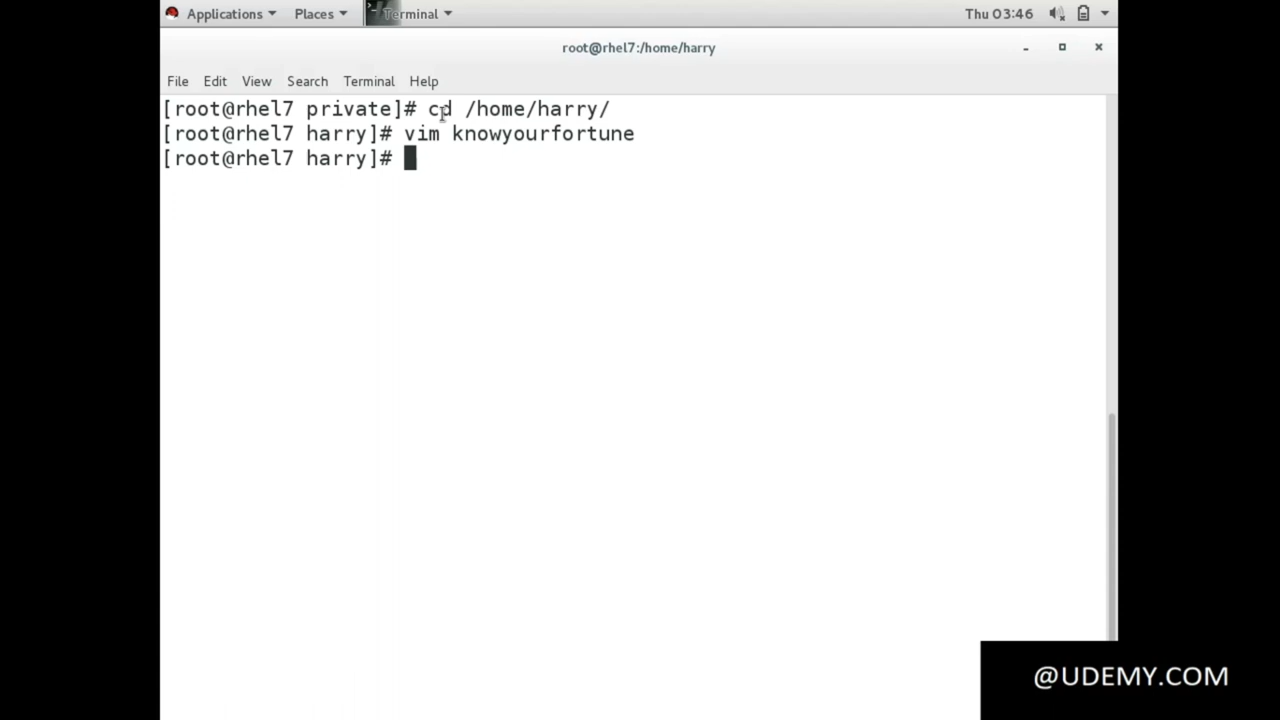 Applications Places Terminal Thu 03:46
root@rhel7:/home/harry
File Edit View Search Terminal Help
[root@rhel7 private]# cd /home/harry/
[root@rhel7 harry]# vim knowyourfortune
[root@rhel7 harry]#
@UDEMY.COM